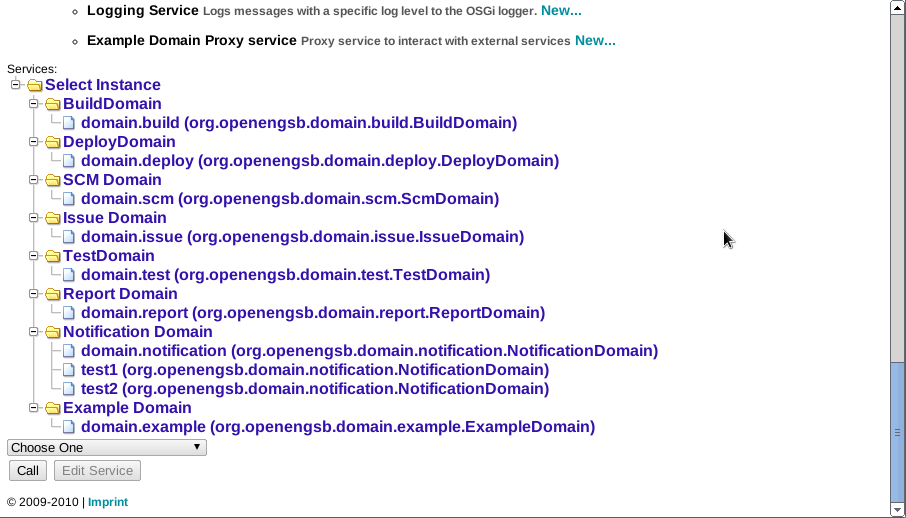 Logging Service Logs messages with a specific log level to the OSGi logger. New...
Example Domain Proxy service Proxy service to interact with external services New...
Services:
Select Instance
BuildDomain
domain.build (org.openengsb.domain.build.BuildDomain)
DeployDomain
domain.deploy (org.openengsb.domain.deploy.DeployDomain)
SCM Domain
domain.scm (org.openengsb.domain.scm.ScmDomain)
Issue Domain
domain.issue (org.openengsb.domain.issue.IssueDomain)
TestDomain
domain.test (org.openengsb.domain.test.TestDomain)
Report Domain
domain.report (org.openengsb.domain.report.ReportDomain)
Notification Domain
domain.notification (org.openengsb.domain.notification.NotificationDomain)
test1 (org.openengsb.domain.notification.NotificationDomain)
test2 (org.openengsb.domain.notification.NotificationDomain)
Example Domain
domain.example (org.openengsb.domain.example.ExampleDomain)
Choose One
Call Edit Service
© 2009-2010 | Imprint